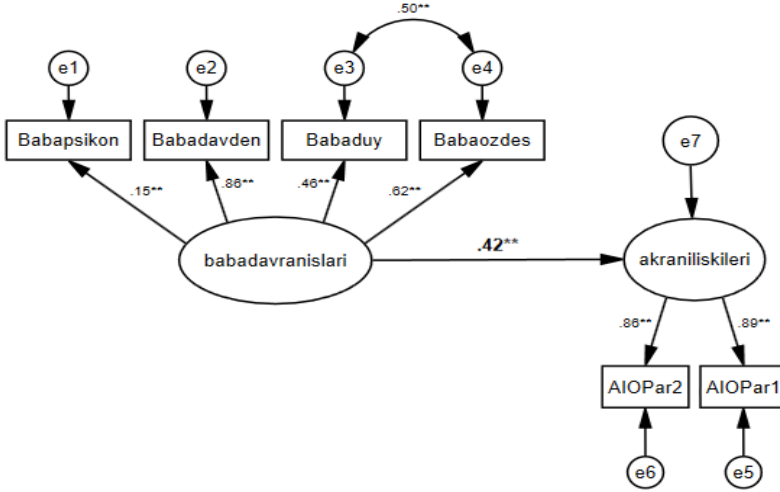 .50**
e1
e2
e3
e4
Babapsikon
Babadavden
Babaduy
Babaozdes
e7
.15**
.86**
.46**
.62**
babadavranislari
.42**
akraniliskileri
.86**
.89**
AIOPar2
AIOPar1
e6
e5